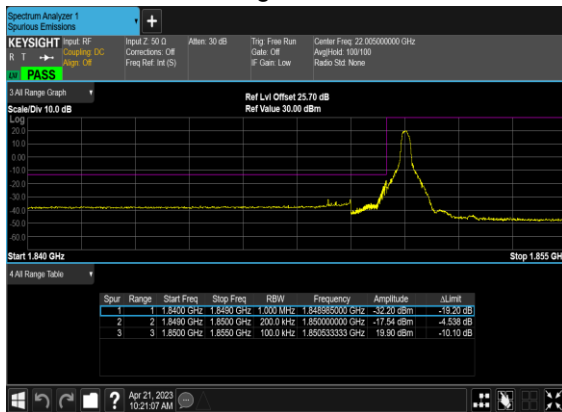 Spectrum Analyzer 1
Spurious Emissions
KEYSIGHT Input: RF Input Z: 50 Ω Atten: 30 dB Trig: Free Run Center Freq: 22.005000000 GHz
R T Coupling: DC Corrections: Off Gate: Off Avg|Hold: 100/100
Align: Off Freq Ref: Int (S) IF Gain: Low Radio Std: None
PASS
3 All Range Graph
Ref Lvl Offset 25.70 dB
Scale/Div 10.0 dB Ref Value 30.00 dBm
Log
20.0
10.0
0.00
-10.0
-20.0
-30.0
-40.0
-50.0
-60.0
Start 1.840 GHz Stop 1.855 GH
4 All Range Table
Spur Range Start Freq Stop Freq RBW Frequency Amplitude ΔLimit
1 1 1.8400 GHz 1.8490 GHz 1.000 MHz 1.848985000 GHz -32.20 dBm -19.20 dB
2 2 1.8490 GHz 1.8500 GHz 200.0 kHz 1.850000000 GHz -17.54 dBm -4.538 dB
3 3 1.8500 GHz 1.8550 GHz 100.0 kHz 1.850533333 GHz 19.90 dBm -10.10 dB
Apr 21, 2023
10:21:07 AM